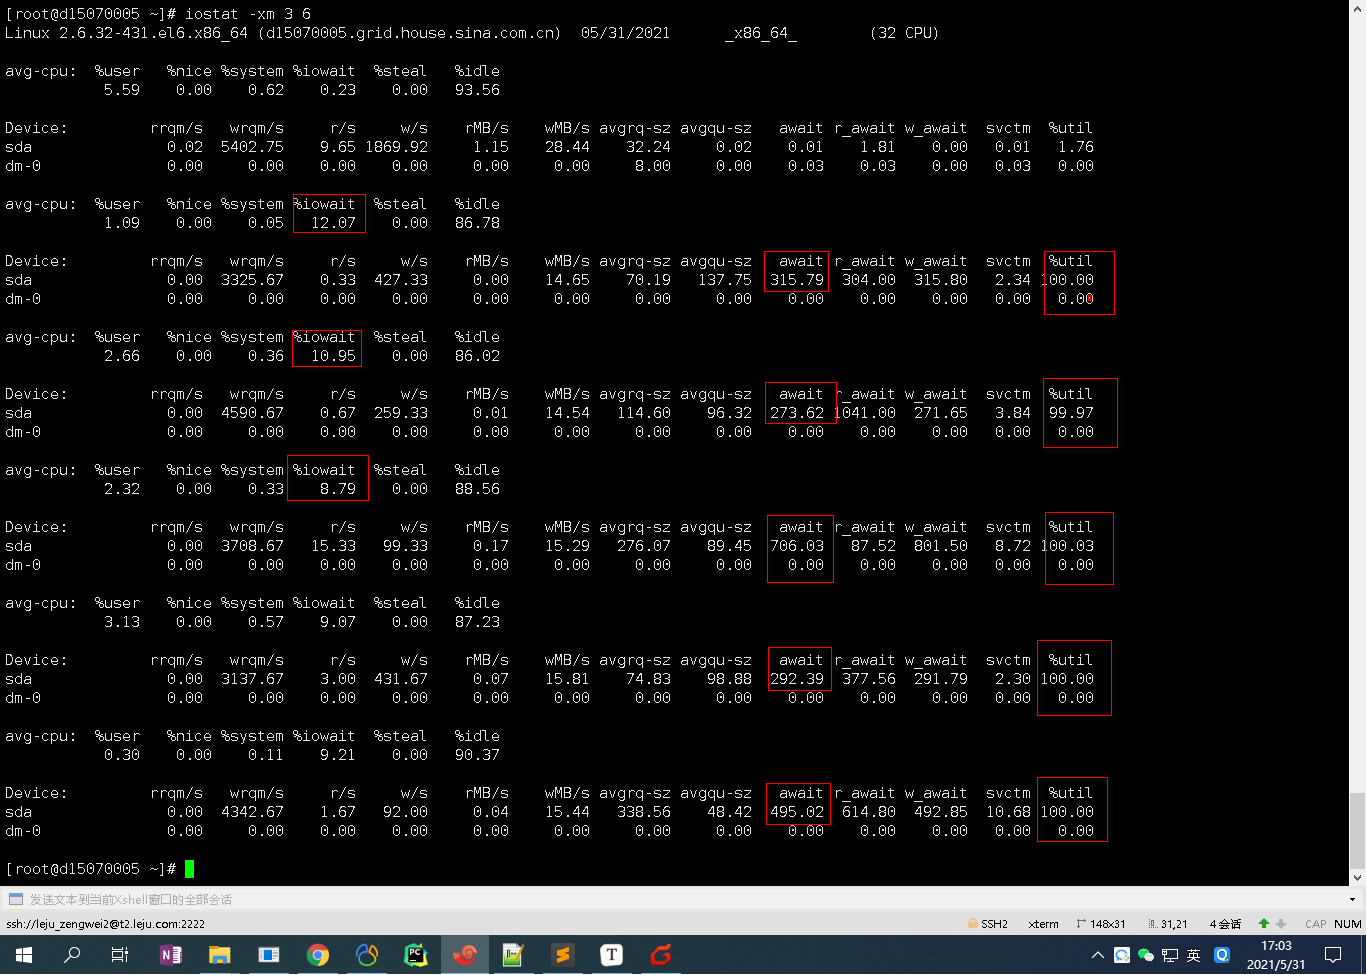 [root@d15070005 ~]# iostat -xm 3 6
Linux 2.6.32-431.el6.x86_64 (d15070005.grid.house.sina.com.cn)  05/31/2021      _x86_64_        (32 CPU)
avg-cpu:  %user   %nice %system %iowait  %steal   %idle
5.59    0.00    0.62    0.23    0.00   93.56
Device:         rrqm/s   wrqm/s     r/s     w/s    rMB/s    wMB/s avgrq-sz avgqu-sz   await r_await w_await  svctm  %util
sda               0.02  5402.75    9.65 1869.92     1.15    28.44    32.24     0.02    0.01    1.81    0.00   0.01   1.76
dm-0              0.00     0.00    0.00    0.00     0.00     0.00     8.00     0.00    0.03    0.03    0.00   0.03   0.00
avg-cpu:  %user   %nice %system %iowait  %steal   %idle
1.09    0.00    0.05   12.07    0.00   86.78
Device:         rrqm/s   wrqm/s     r/s     w/s    rMB/s    wMB/s avgrq-sz avgqu-sz   await r_await w_await  svctm  %util
sda               0.00  3325.67    0.33  427.33     0.00    14.65    70.19   137.75  315.79  304.00  315.80   2.34 100.00
dm-0              0.00     0.00    0.00    0.00     0.00     0.00     0.00     0.00    0.00    0.00    0.00   0.00   0.00
avg-cpu:  %user   %nice %system %iowait  %steal   %idle
2.66    0.00    0.36   10.95    0.00   86.02
Device:         rrqm/s   wrqm/s     r/s     w/s    rMB/s    wMB/s avgrq-sz avgqu-sz   await r_await w_await  svctm  %util
sda               0.00  4590.67    0.67  259.33     0.01    14.54   114.60    96.32  273.62 1041.00  271.65   3.84  99.97
dm-0              0.00     0.00    0.00    0.00     0.00     0.00     0.00     0.00    0.00    0.00    0.00   0.00   0.00
avg-cpu:  %user   %nice %system %iowait  %steal   %idle
2.32    0.00    0.33    8.79    0.00   88.56
Device:         rrqm/s   wrqm/s     r/s     w/s    rMB/s    wMB/s avgrq-sz avgqu-sz   await r_await w_await  svctm  %util
sda               0.00  3708.67   15.33   99.33     0.17    15.29   276.07    89.45  706.03   87.52  801.50   8.72 100.03
dm-0              0.00     0.00    0.00    0.00     0.00     0.00     0.00     0.00    0.00    0.00    0.00   0.00   0.00
avg-cpu:  %user   %nice %system %iowait  %steal   %idle
3.13    0.00    0.57    9.07    0.00   87.23
Device:         rrqm/s   wrqm/s     r/s     w/s    rMB/s    wMB/s avgrq-sz avgqu-sz   await r_await w_await  svctm  %util
sda               0.00  3137.67    3.00  431.67     0.07    15.81    74.83    98.88  292.39  377.56  291.79   2.30 100.00
dm-0              0.00     0.00    0.00    0.00     0.00     0.00     0.00     0.00    0.00    0.00    0.00   0.00   0.00
avg-cpu:  %user   %nice %system %iowait  %steal   %idle
0.30    0.00    0.11    9.21    0.00   90.37
Device:         rrqm/s   wrqm/s     r/s     w/s    rMB/s    wMB/s avgrq-sz avgqu-sz   await r_await w_await  svctm  %util
sda               0.00  4342.67    1.67   92.00     0.04    15.44   338.56    48.42  495.02  614.80  492.85  10.68 100.00
dm-0              0.00     0.00    0.00    0.00     0.00     0.00     0.00     0.00    0.00    0.00    0.00   0.00   0.00
[root@d15070005 ~]#
发送文本到当前Xshell窗口的全部会话
ssh://leju_zengwei2@t2.leju.com:2222 SSH2 xterm 148x31 31,21 4 会话 CAP NUM
英 17:03
2021/5/31